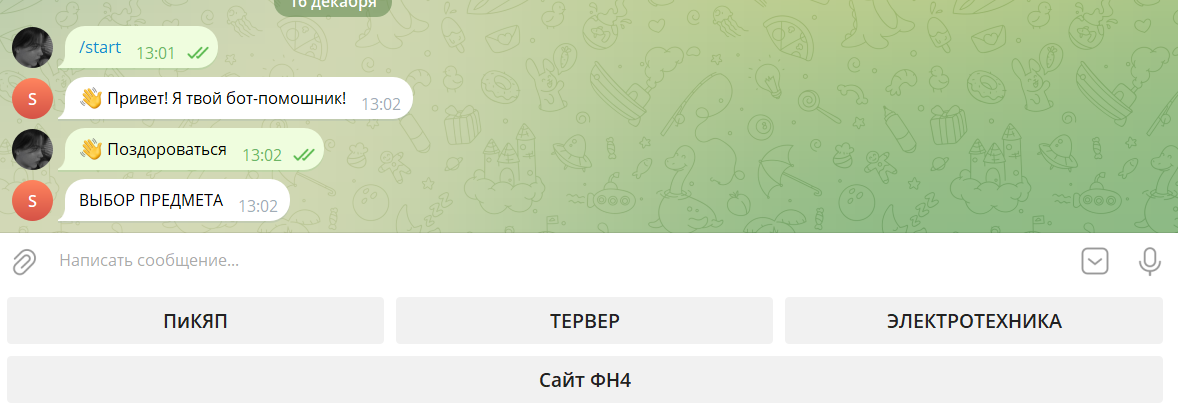 16 декабря
/start 13:01
S
👋 Привет! Я твой бот-помошник! 13:02
👋 Поздороваться 13:02
S
ВЫБОР ПРЕДМЕТА 13:02
Написать сообщение...
ПиКЯП
ТЕРВЕР
ЭЛЕКТРОТЕХНИКА
Сайт ФН4